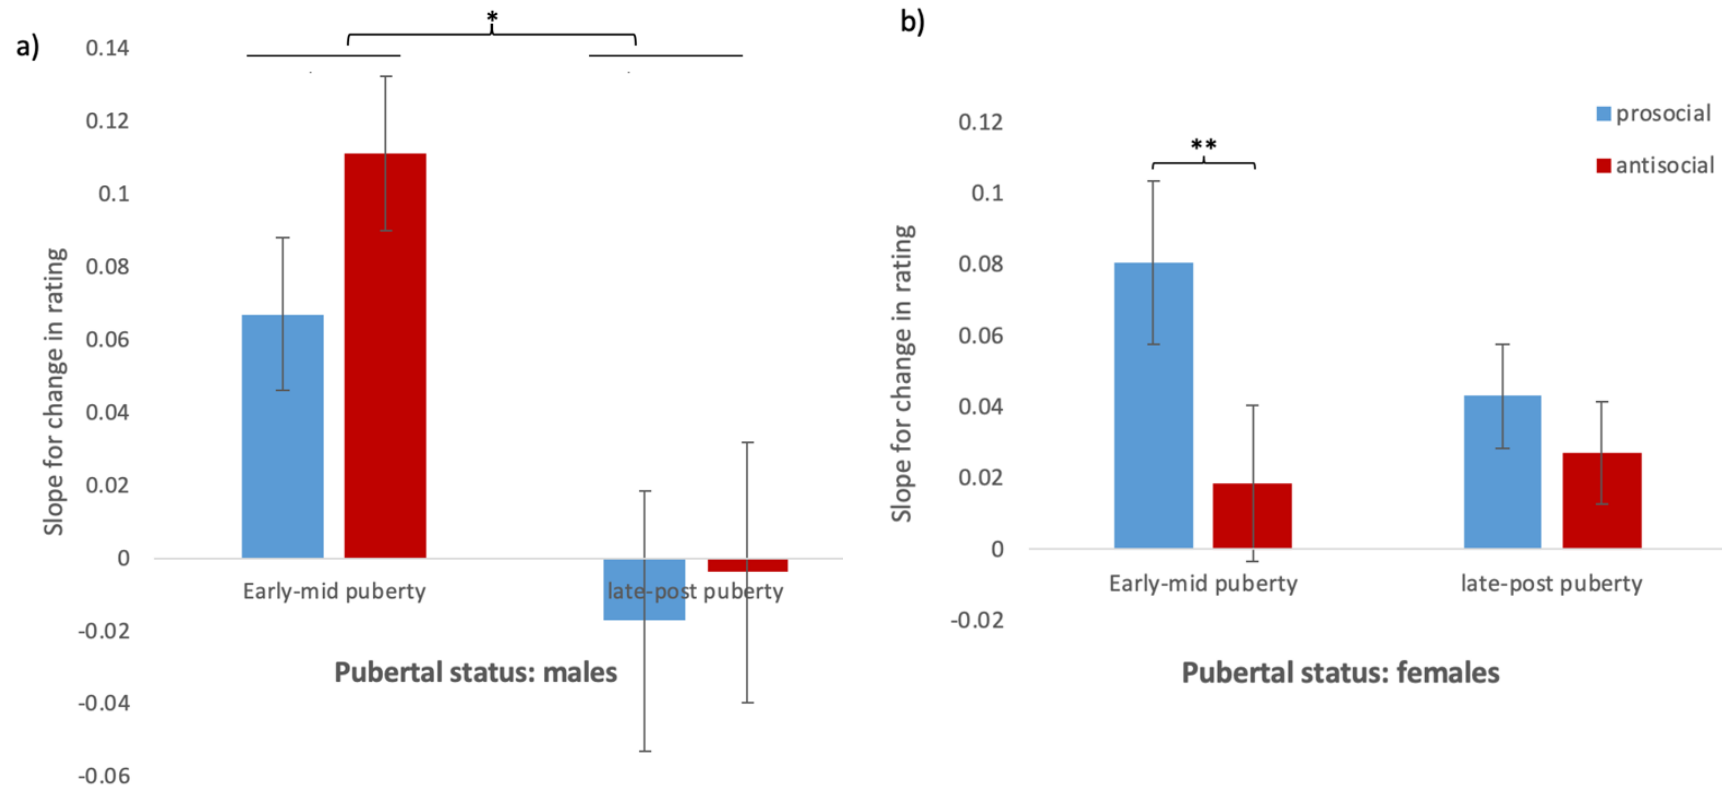 a)
*
0.14
0.12
0.1
0.08
0.06
0.04
0.02
0
-0.02
-0.04
-0.06
Slope for change in rating
Early-mid puberty
late-post puberty
Pubertal status: males
b)
**
0.12
0.1
0.08
0.06
0.04
0.02
0
-0.02
Slope for change in rating
Early-mid puberty
late-post puberty
Pubertal status: females
prosocial
antisocial